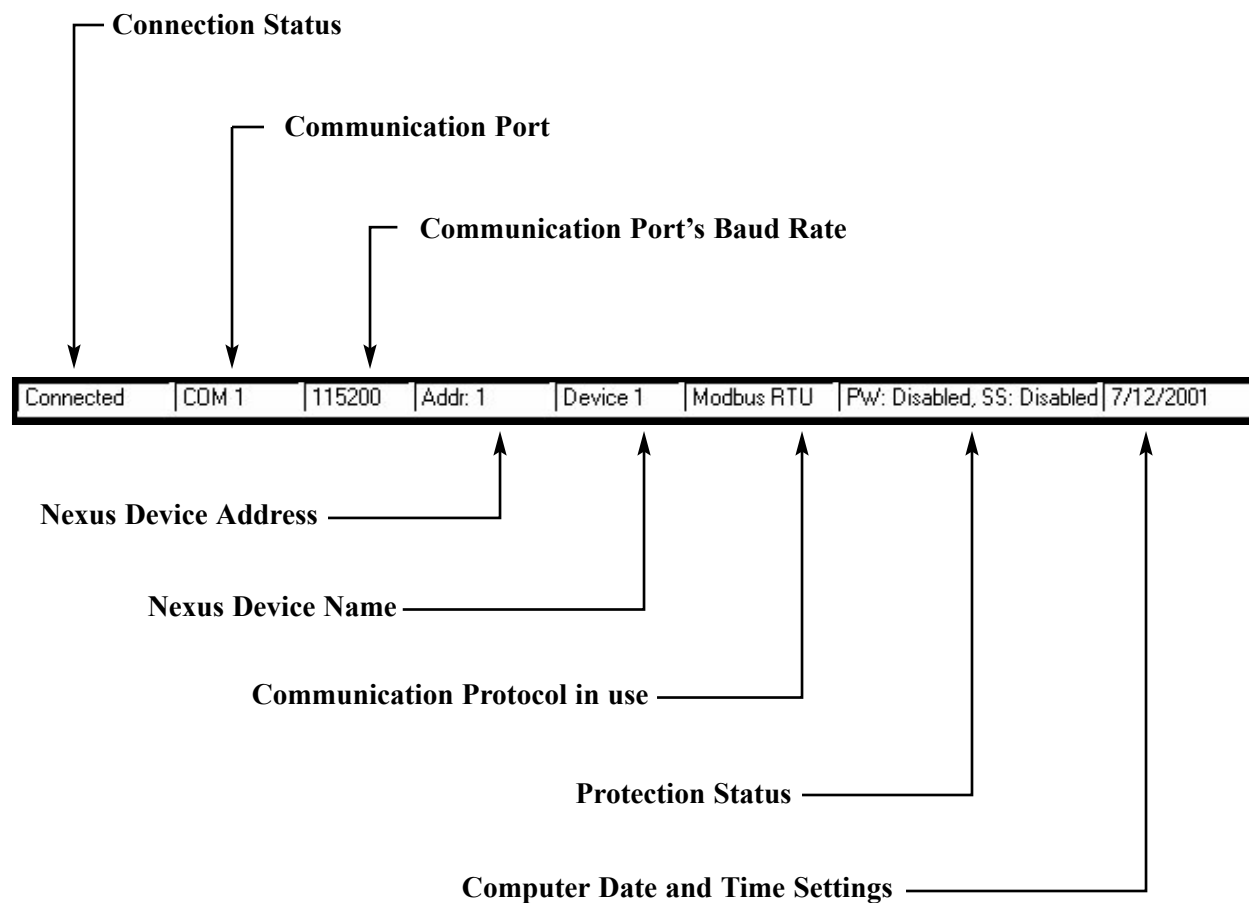 Connection Status
Communication Port
Communication Port’s Baud Rate
Connected COM 1 115200 Addr: 1 Device 1 Modbus RTU PW: Disabled, SS: Disabled 7/12/2001
Nexus Device Address
Nexus Device Name
Communication Protocol in use
Protection Status
Computer Date and Time Settings